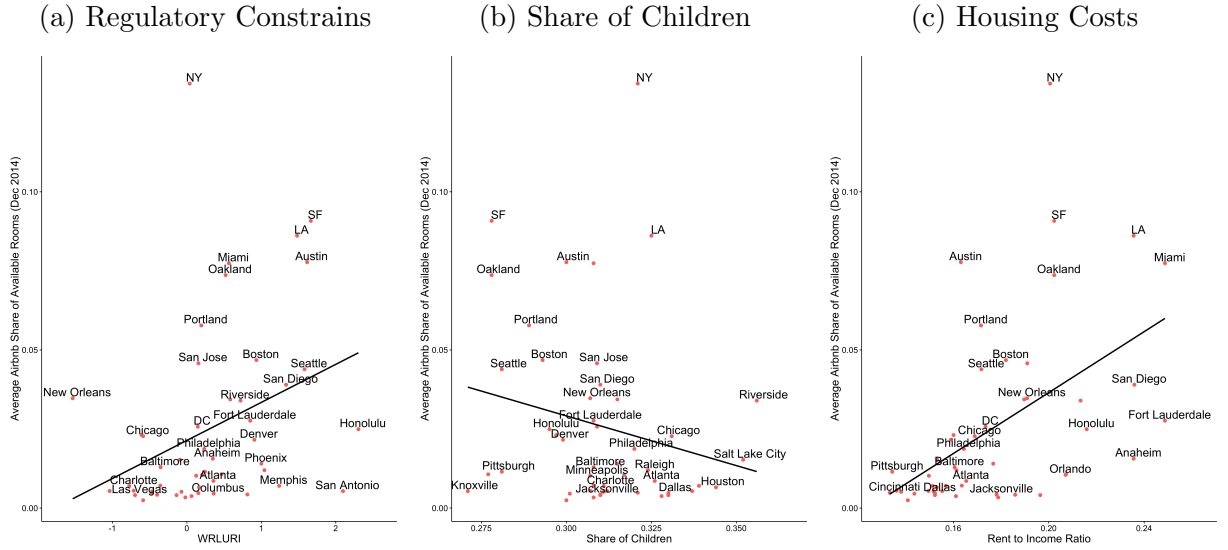 (a) Regulatory Constrains
(b) Share of Children
(c) Housing Costs
Average Airbnb Share of Available Rooms (Dec 2014)
0.10
0.05
0.00
NY
SF
LA
Miami
Austin
Oakland
Portland
San Jose
Boston
Seattle
San Diego
New Orleans
Riverside
Fort Lauderdale
DC
Honolulu
Chicago
Denver
Philadelphia
Anaheim
Baltimore
Phoenix
Charlotte
Atlanta
Las Vegas
Columbus
Memphis
San Antonio
-1
0
1
2
WRLURI
Average Airbnb Share of Available Rooms (Dec 2014)
0.10
0.05
0.00
NY
SF
LA
Austin
Oakland
Portland
Boston
San Jose
Seattle
San Diego
New Orleans
Riverside
Fort Lauderdale
Honolulu
Denver
Chicago
Philadelphia
Salt Lake City
Pittsburgh
Baltimore
Minneapolis
Raleigh
Charlotte
Atlanta
Knoxville
Jacksonville
Dallas
Houston
0.275
0.300
0.325
0.350
Share of Children
Average Airbnb Share of Available Rooms (Dec 2014)
0.10
0.05
0.00
NY
SF
LA
Austin
Miami
Oakland
Portland
Boston
Seattle
San Diego
New Orleans
Fort Lauderdale
DC
Chicago
Honolulu
Philadelphia
Anaheim
Pittsburgh
Baltimore
Atlanta
Orlando
Cincinnati
Dallas
Jacksonville
0.16
0.20
0.24
Rent to Income Ratio